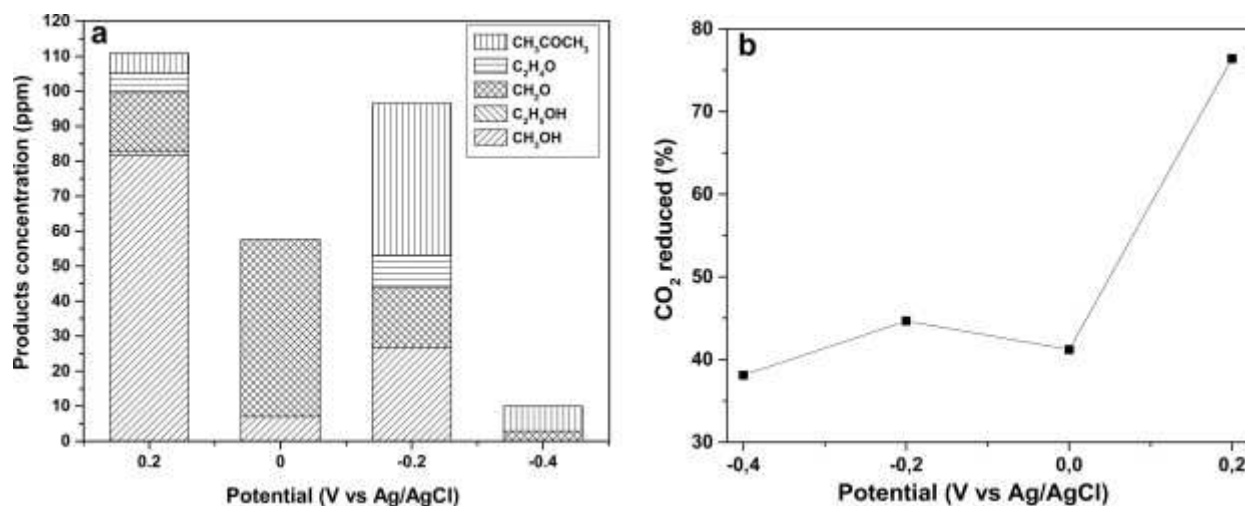 a
CH₃COCH₃
C₂H₄O
CH₂O
C₂H₅OH
CH₃OH
Products concentration (ppm)
120
110
100
90
80
70
60
50
40
30
20
10
0
0.2 0 -0.2 -0.4
Potential (V vs Ag/AgCl)
b
CO₂ reduced (%)
80
70
60
50
40
30
-0,4 -0,2 0,0 0,2
Potential (V vs Ag/AgCl)